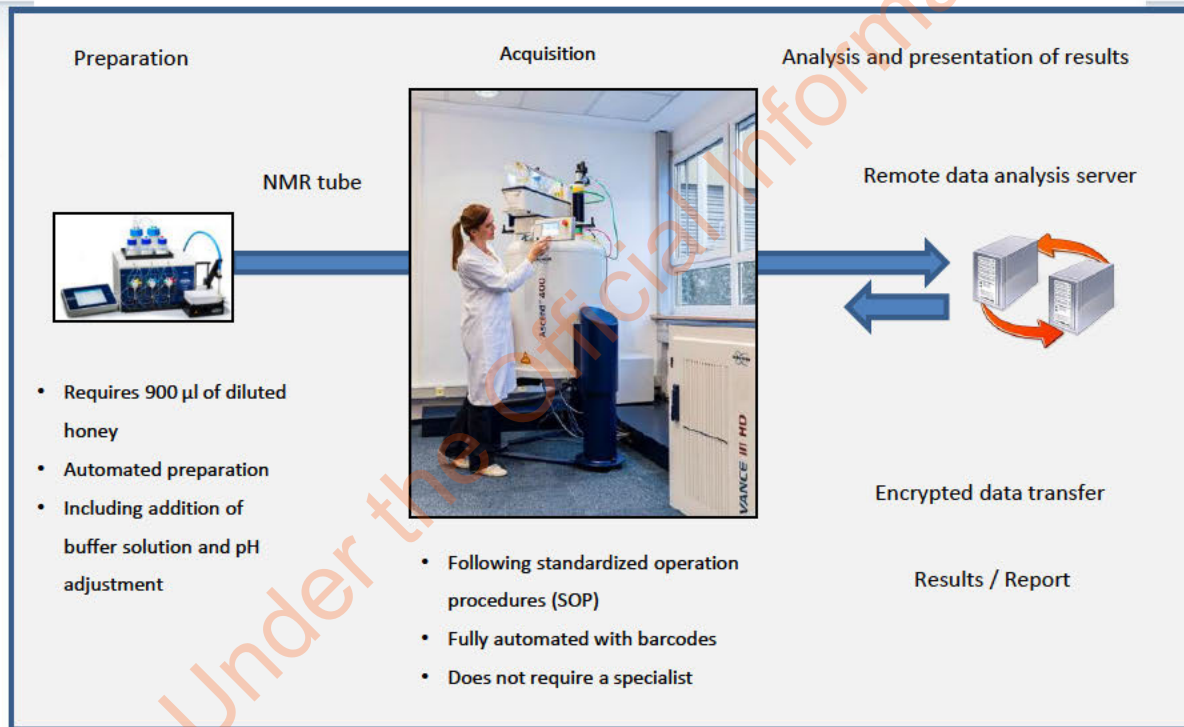 Preparation
Acquisition
Analysis and presentation of results
NMR tube
Remote data analysis server
Ascend™ 400
VANCE III HD
• Requires 900 µl of diluted
honey
• Automated preparation
• Including addition of
buffer solution and pH
adjustment
Encrypted data transfer
Results / Report
• Following standardized operation
procedures (SOP)
• Fully automated with barcodes
• Does not require a specialist
Under the Official Informa